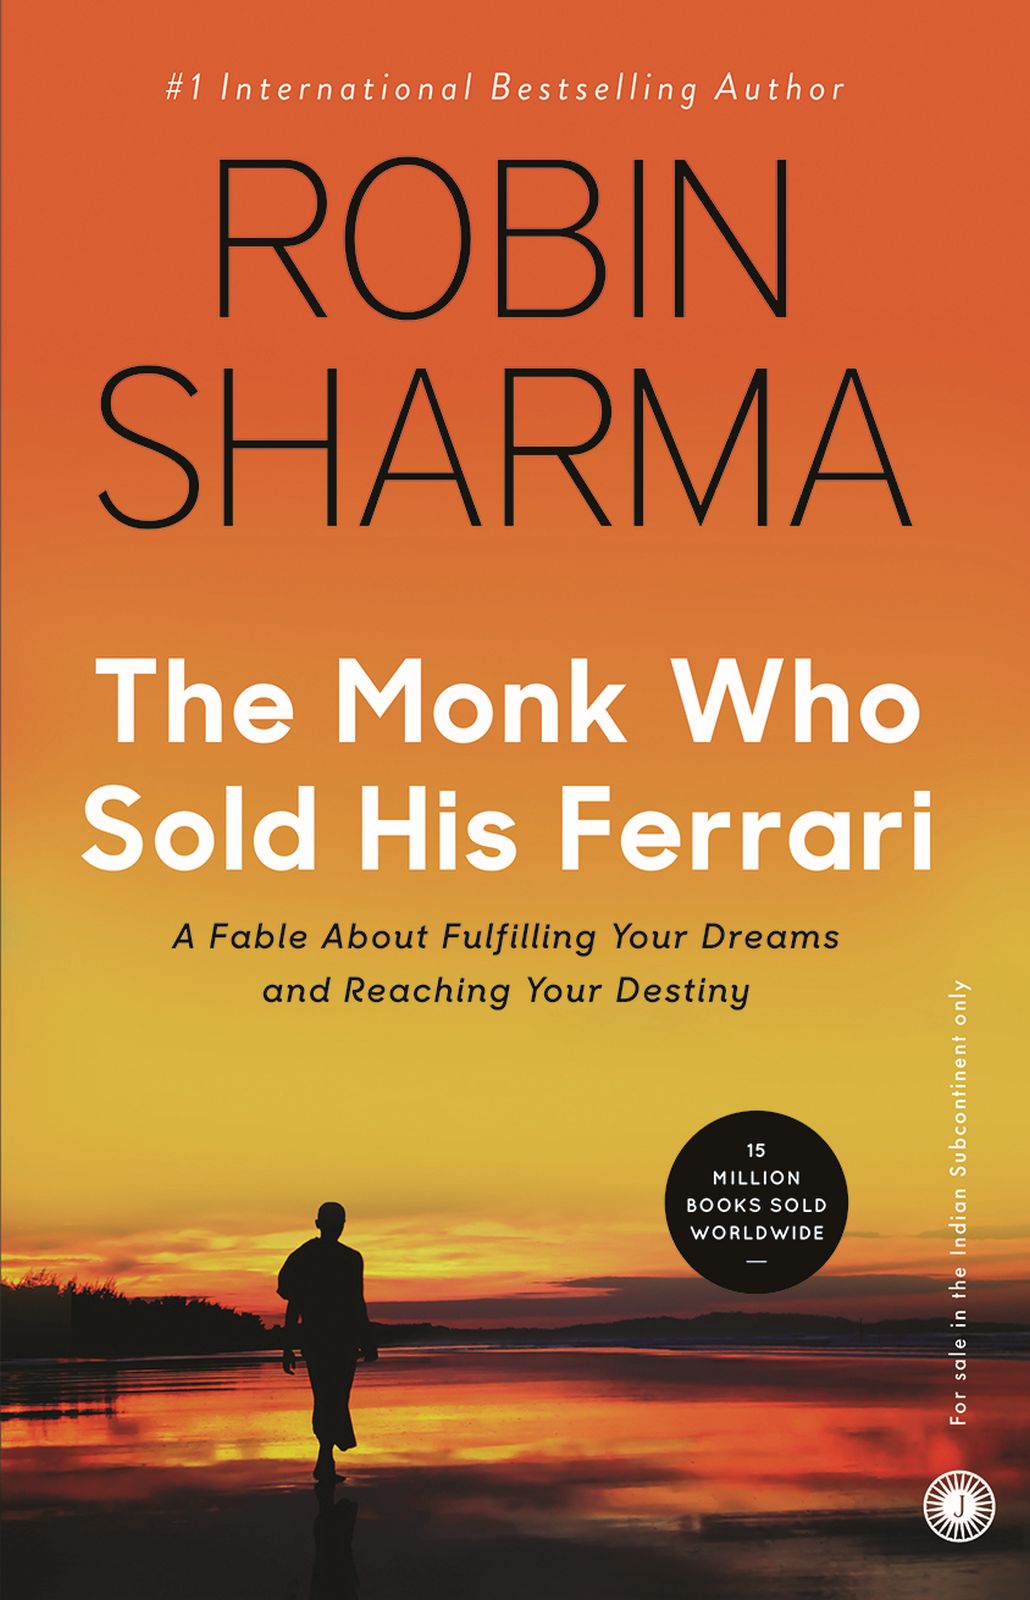 #1 International Bestselling Author
ROBIN
SHARMA
The Monk Who
Sold His Ferrari
A Fable About Fulfilling Your Dreams
and Reaching Your Destiny
15
MILLION
BOOKS SOLD
WORLDWIDE
For sale in the Indian Subcontinent only
J